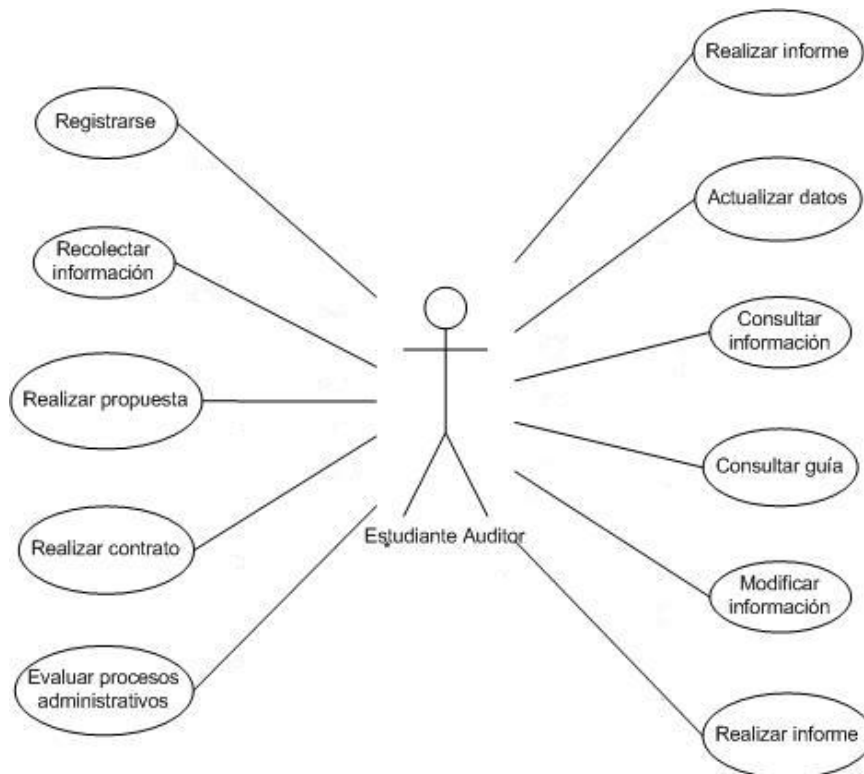 Registrarse
Recolectar
información
Realizar propuesta
Realizar contrato
Evaluar procesos
administrativos
Estudiante Auditor
Realizar informe
Actualizar datos
Consultar
información
Consultar guía
Modificar
información
Realizar informe